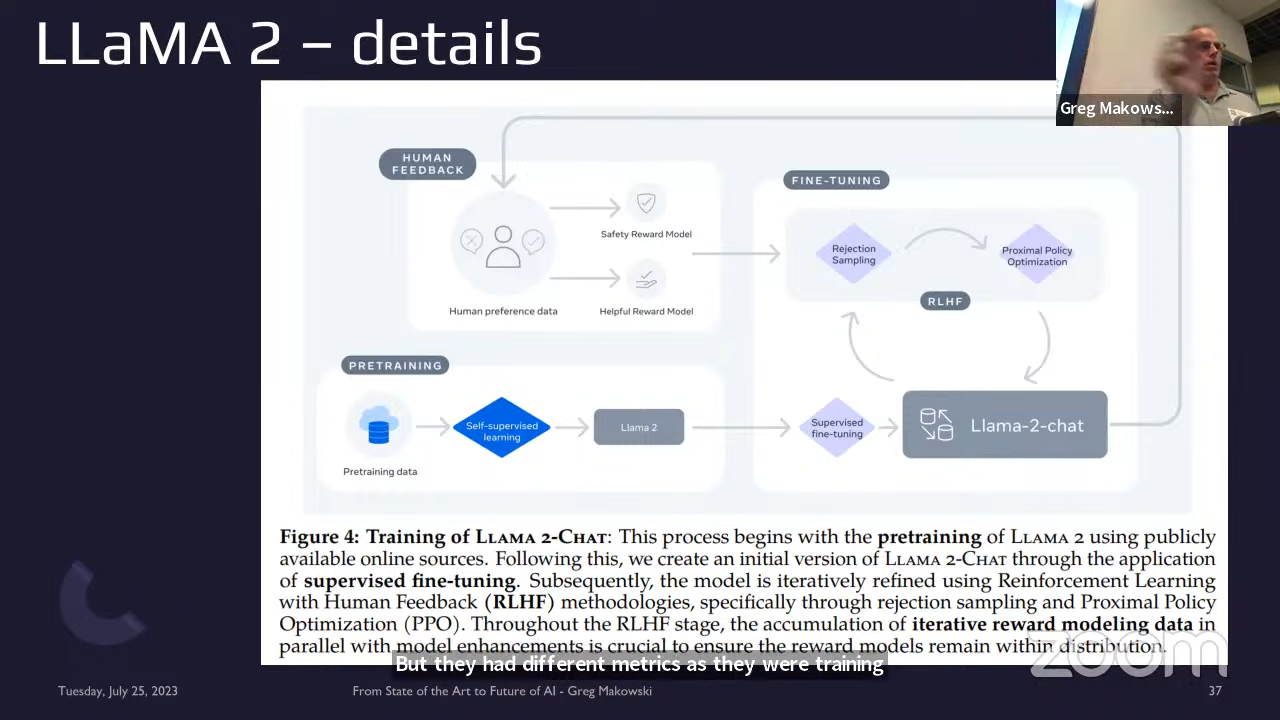 LLaMA 2 – details
Greg Makows...
HUMAN
FEEDBACK
Safety Reward Model
Human preference data
Helpful Reward Model
FINE-TUNING
Rejection
Sampling
Proximal Policy
Optimization
RLHF
PRETRAINING
Pretraining data
Self-supervised
learning
Llama 2
Supervised
fine-tuning
Llama-2-chat
Figure 4: Training of LLAMA 2-CHAT: This process begins with the pretraining of LLAMA 2 using publicly
available online sources. Following this, we create an initial version of LLAMA 2-CHAT through the application
of supervised fine-tuning. Subsequently, the model is iteratively refined using Reinforcement Learning
with Human Feedback (RLHF) methodologies, specifically through rejection sampling and Proximal Policy
Optimization (PPO). Throughout the RLHF stage, the accumulation of iterative reward modeling data in
parallel with model enhancements is crucial to ensure the reward models remain within distribution.
But they had different metrics as they were training
zoom
Tuesday, July 25, 2023
From State of the Art to Future of AI - Greg Makowski
37